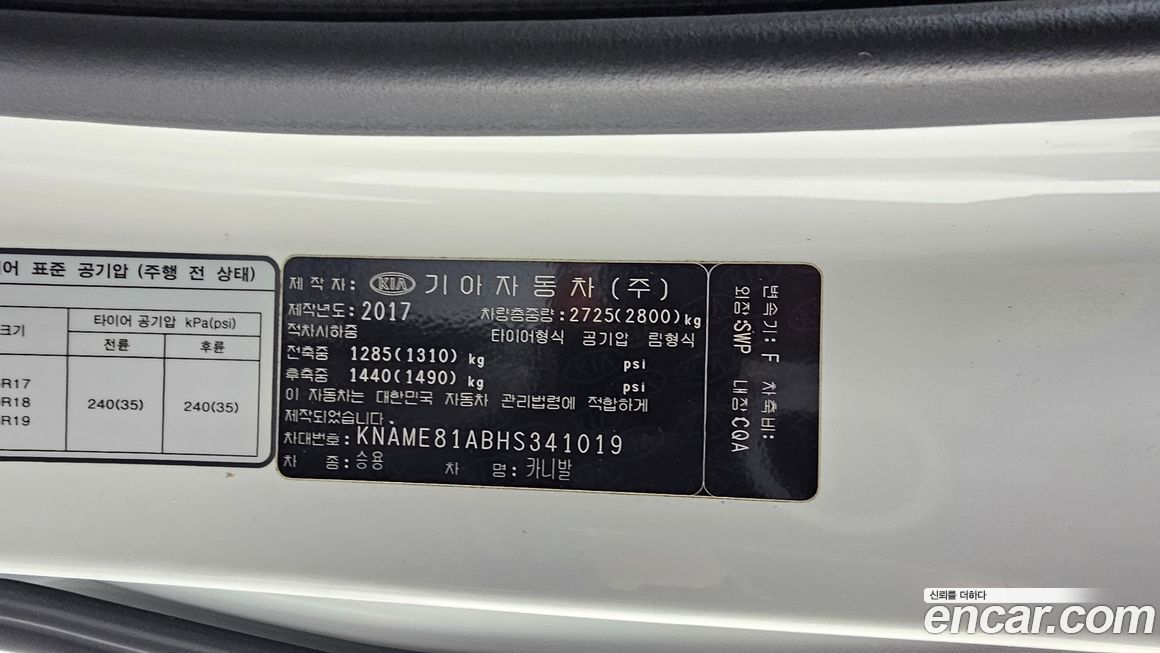 이어 표준 공기압 (주행 전 상태)
크기
타이어 공기압 kPa(psi)
전륜
후륜
R17
R18
R19
240(35)
240(35)
제 작 자: KIA 기아자동차(주)
제작년도: 2017 차량총중량: 2725(2800)kg
적차시하중 타이어형식 공기압 림형식
전축중 1285(1310) kg psi
후축중 1440(1490) kg psi
이 자동차는 대한민국 자동차 관리법령에 적합하게
제작되었습니다.
차대번호: KNAME81ABHS341019
차 종: 승용 차 명: 카니발
변속기: F 차축비:
외장: SWP 내장: CQA
신뢰를 더하다
encar.com